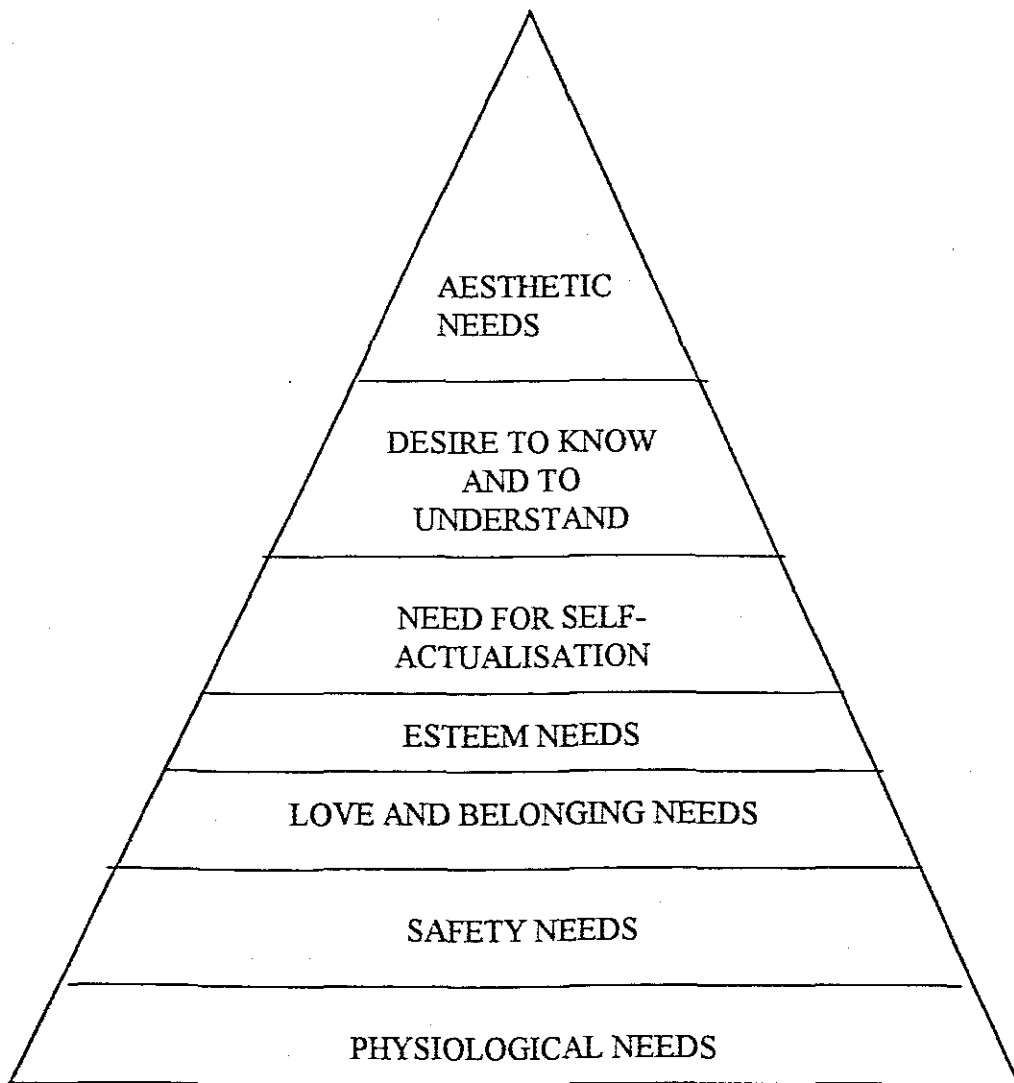 AESTHETIC
NEEDS
DESIRE TO KNOW
AND TO
UNDERSTAND
NEED FOR SELF-
ACTUALISATION
ESTEEM NEEDS
LOVE AND BELONGING NEEDS
SAFETY NEEDS
PHYSIOLOGICAL NEEDS